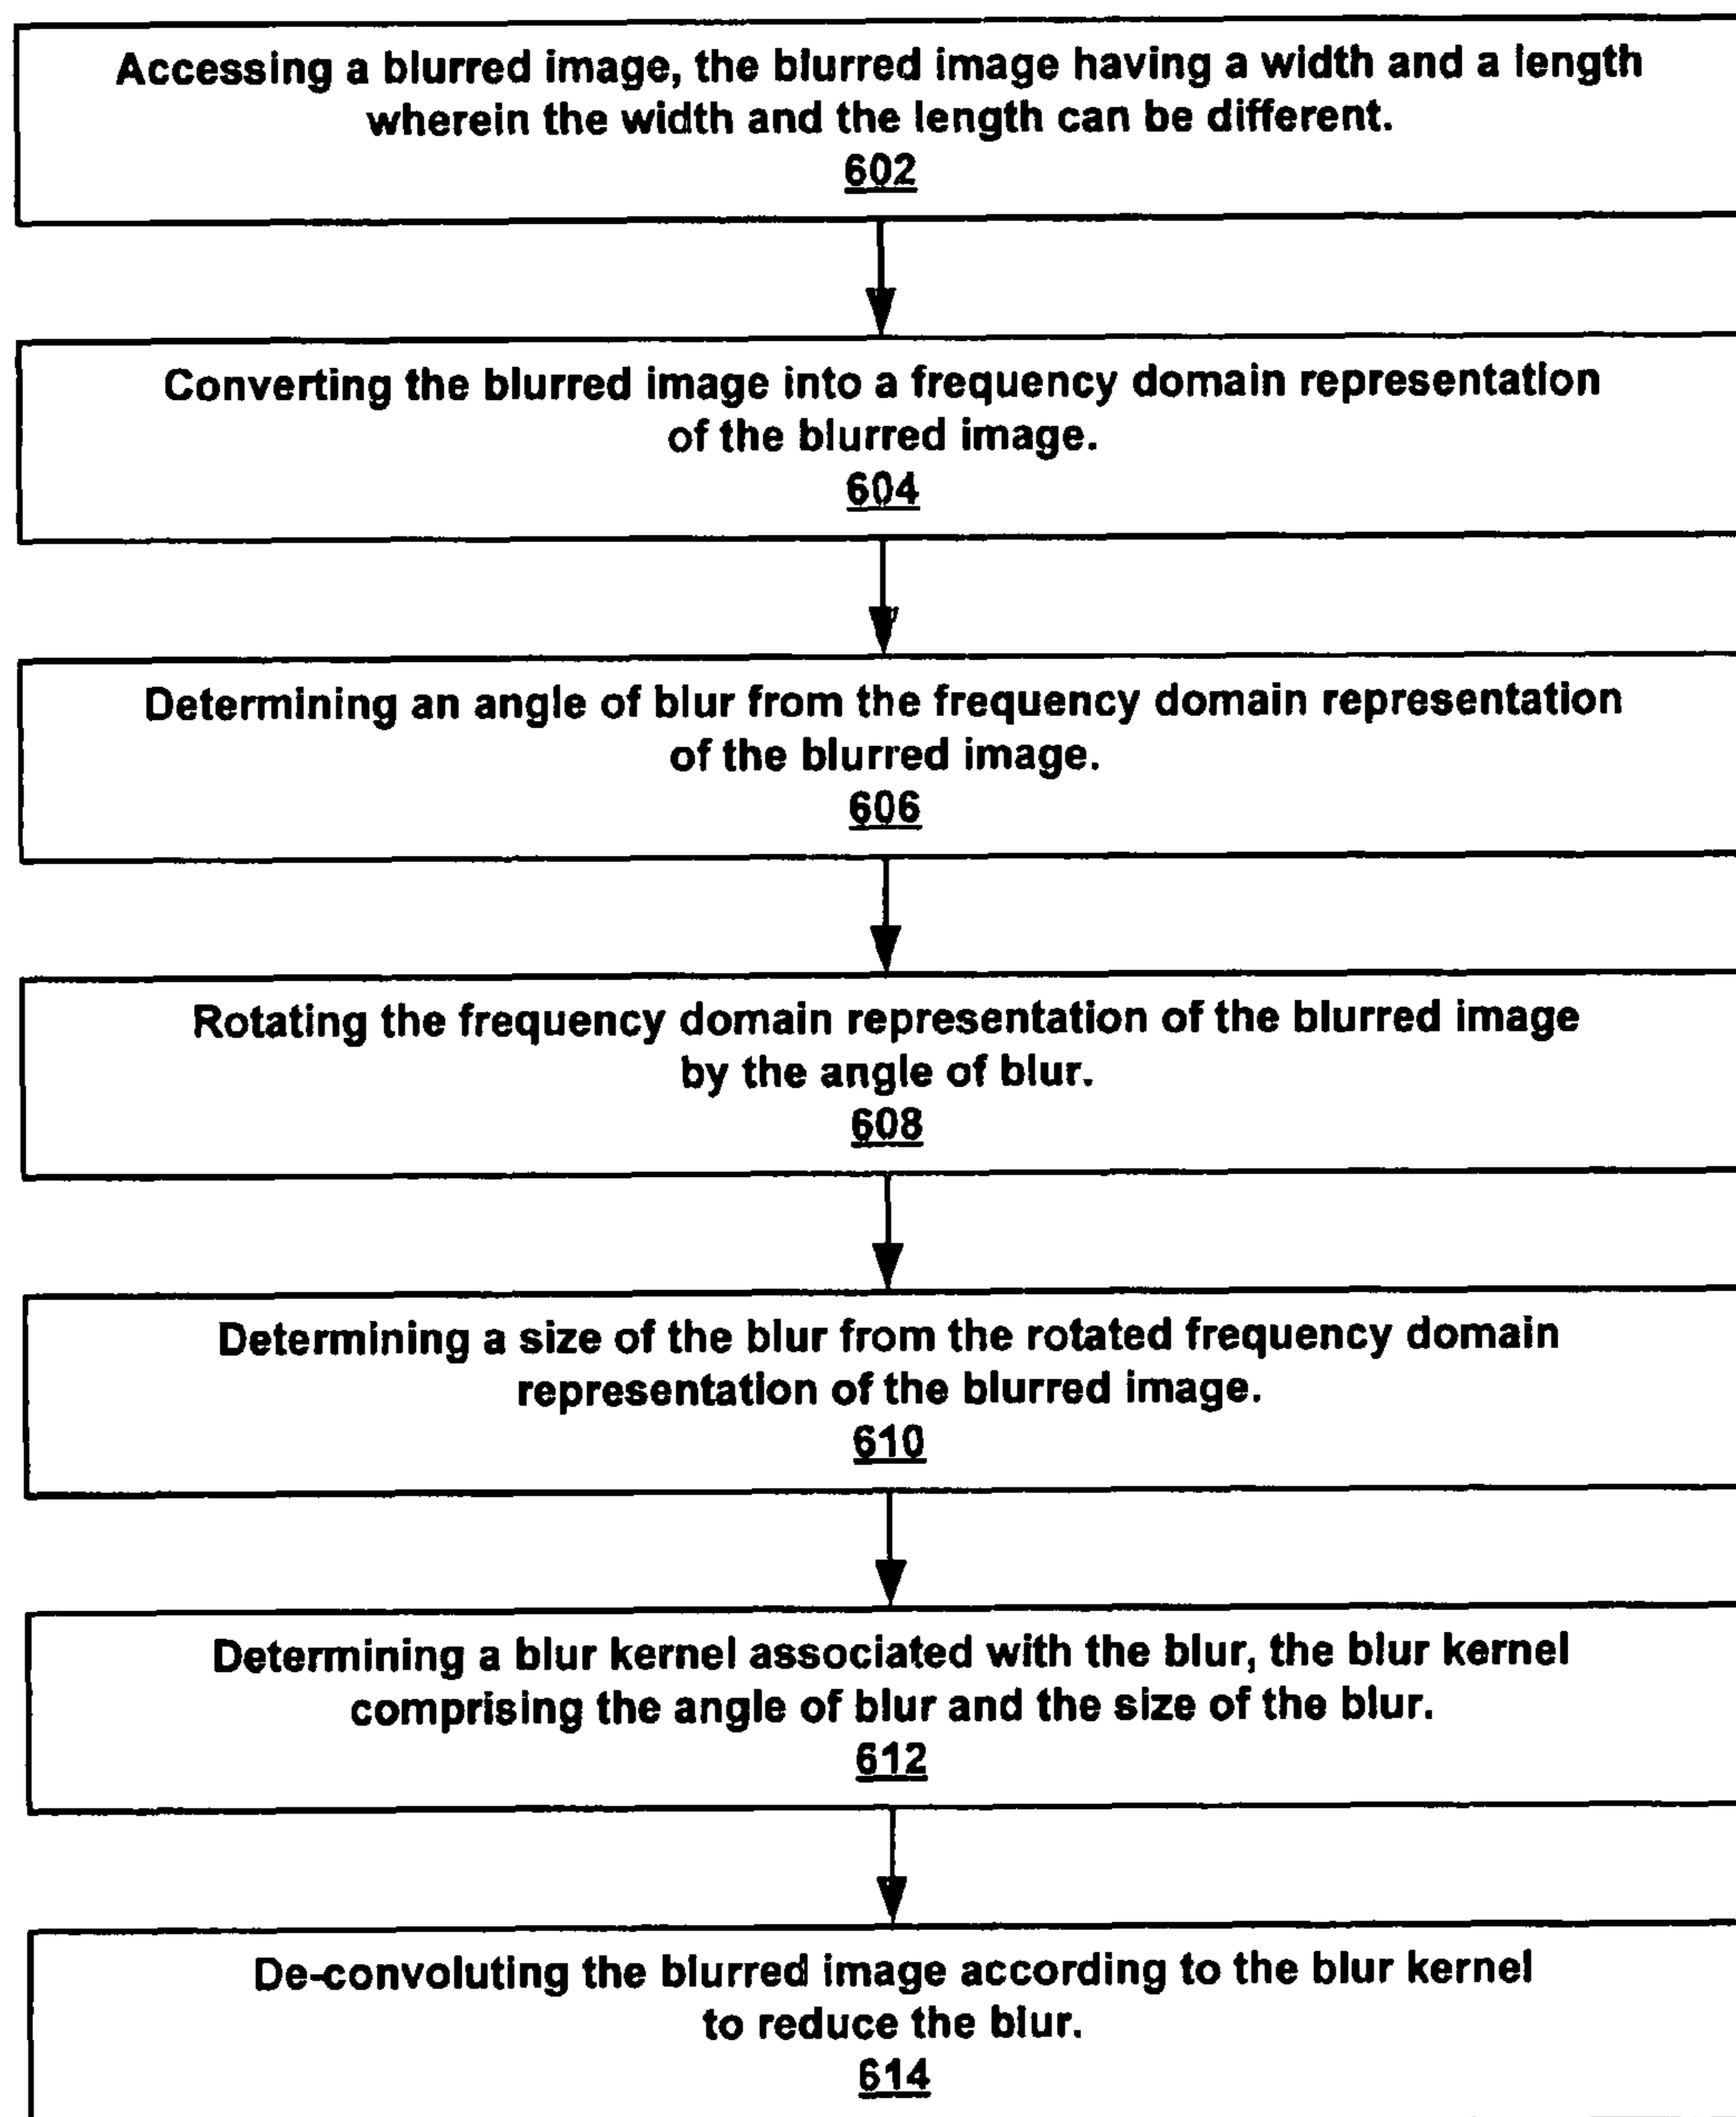 Accessing a blurred image, the blurred image having a width and a length
wherein the width and the length can be different.
602
Converting the blurred image into a frequency domain representation
of the blurred image.
604
Determining an angle of blur from the frequency domain representation
of the blurred image.
606
Rotating the frequency domain representation of the blurred image
by the angle of blur.
608
Determining a size of the blur from the rotated frequency domain
representation of the blurred image.
610
Determining a blur kernel associated with the blur, the blur kernel
comprising the angle of blur and the size of the blur.
612
De-convoluting the blurred image according to the blur kernel
to reduce the blur.
614